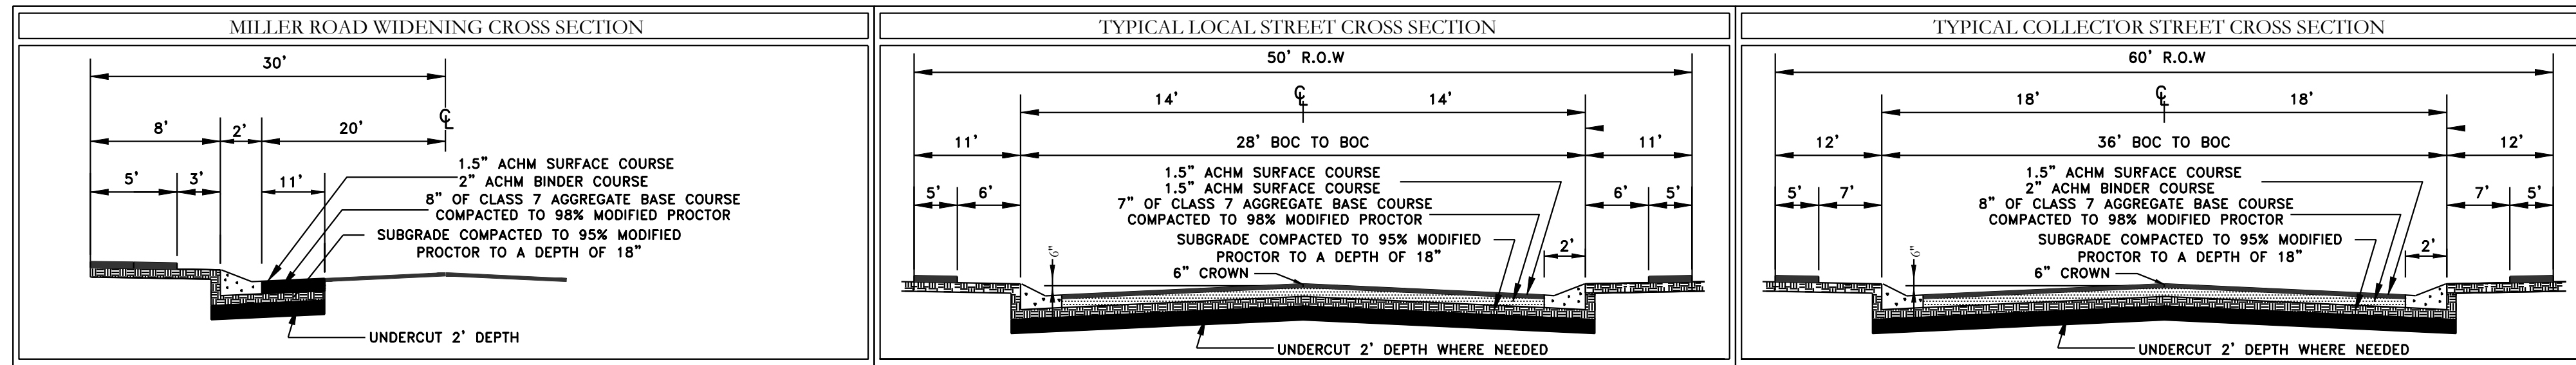 MILLER ROAD WIDENING CROSS SECTION
30'
℄
8'
2'
20'
5'
3'
11'
1.5" ACHM SURFACE COURSE
2" ACHM BINDER COURSE
8" OF CLASS 7 AGGREGATE BASE COURSE
COMPACTED TO 98% MODIFIED PROCTOR
SUBGRADE COMPACTED TO 95% MODIFIED
PROCTOR TO A DEPTH OF 18"
UNDERCUT 2' DEPTH
TYPICAL LOCAL STREET CROSS SECTION
50' R.O.W
℄
14'
14'
11'
28' BOC TO BOC
11'
1.5" ACHM SURFACE COURSE
1.5" ACHM SURFACE COURSE
7" OF CLASS 7 AGGREGATE BASE COURSE
COMPACTED TO 98% MODIFIED PROCTOR
5'
6'
6'
5'
SUBGRADE COMPACTED TO 95% MODIFIED
PROCTOR TO A DEPTH OF 18"
2'
6"
6" CROWN
UNDERCUT 2' DEPTH WHERE NEEDED
TYPICAL COLLECTOR STREET CROSS SECTION
60' R.O.W
℄
18'
18'
12'
36' BOC TO BOC
12'
1.5" ACHM SURFACE COURSE
2" ACHM BINDER COURSE
8" OF CLASS 7 AGGREGATE BASE COURSE
COMPACTED TO 98% MODIFIED PROCTOR
5'
7'
7'
5'
SUBGRADE COMPACTED TO 95% MODIFIED
PROCTOR TO A DEPTH OF 18"
2'
6"
6" CROWN
UNDERCUT 2' DEPTH WHERE NEEDED